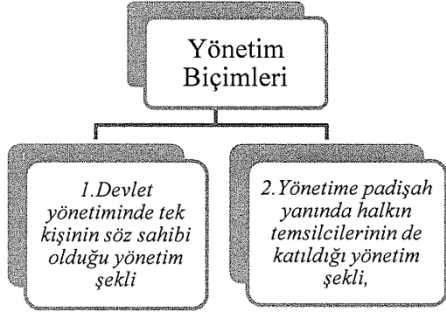 Yönetim
Biçimleri
1.Devlet
yönetiminde tek
kişinin söz sahibi
olduğu yönetim
şekli
2.Yönetime padişah
yanında halkın
temsilcilerinin de
katıldığı yönetim
şekli,